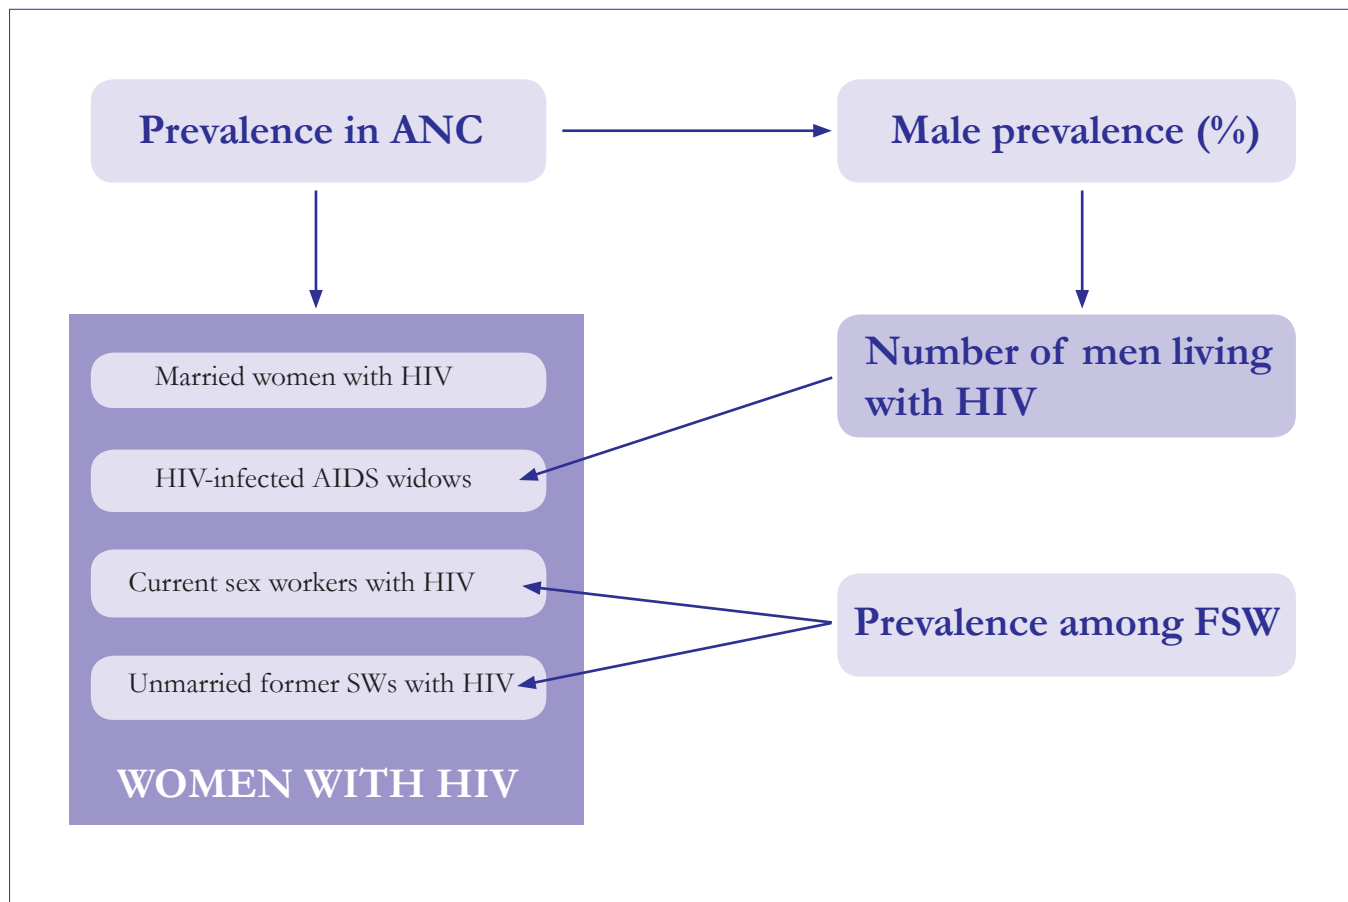 Prevalence in ANC
Male prevalence (%)
Number of men living
with HIV
Married women with HIV
HIV-infected AIDS widows
Current sex workers with HIV
Prevalence among FSW
Unmarried former SWs with HIV
WOMEN WITH HIV